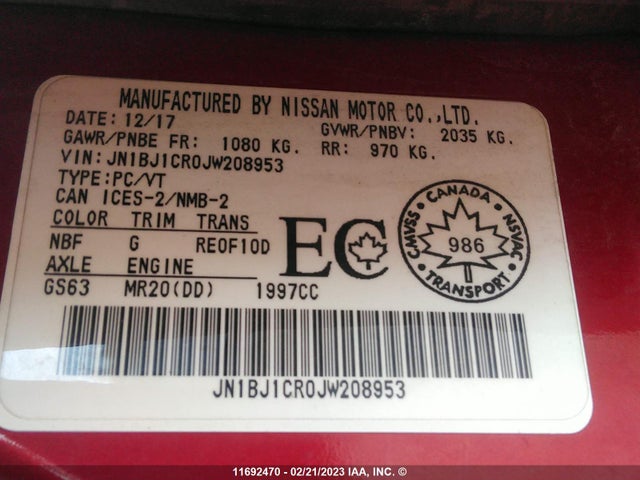 MANUFACTURED BY NISSAN MOTOR CO.,LTD.
DATE: 12/17 GVWR/PNBV: 2035 KG.
GAWR/PNBE FR: 1080 KG. RR: 970 KG.
VIN:JN1BJ1CR0JW208953
TYPE:PC/VT
CAN ICES-2/NMB-2
COLOR TRIM TRANS
NBF G RE0F10D
AXLE ENGINE
GS63 MR20(DD) 1997CC
EC
CANADA
CMVSS 986 NSVAC
TRANSPORT
JN1BJ1CR0JW208953
11692470 - 02/21/2023 IAA, INC. ©